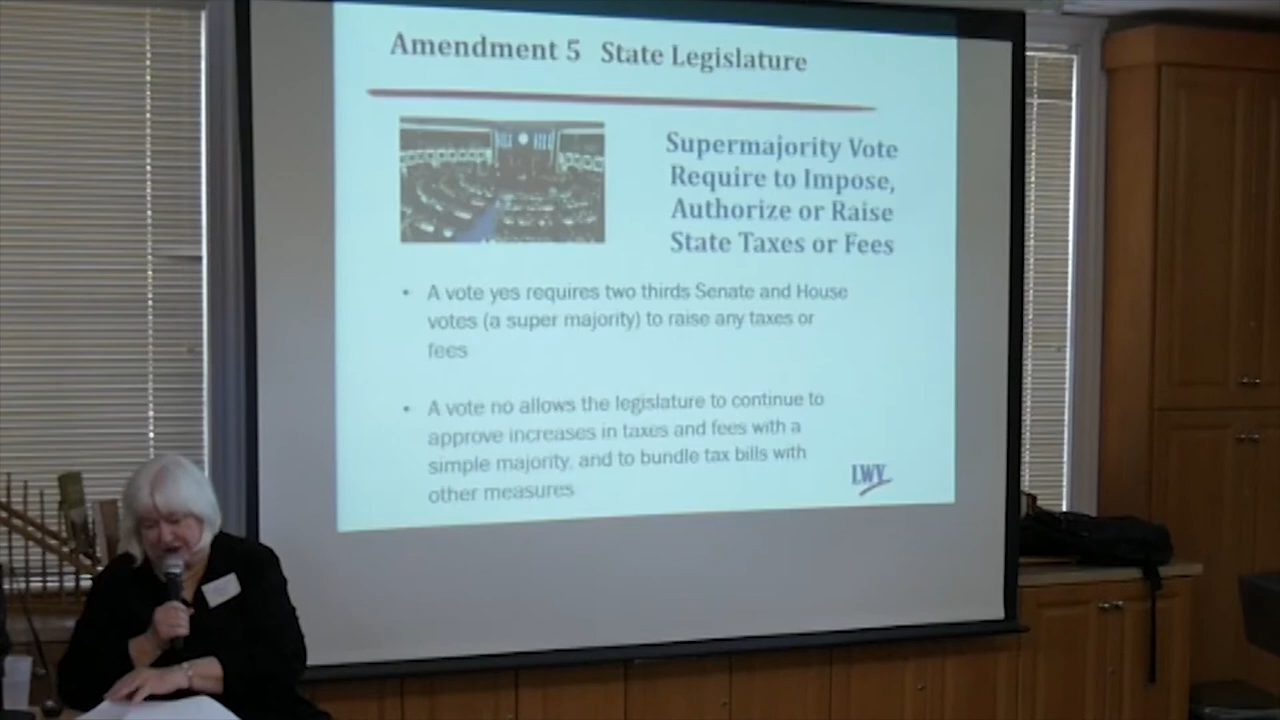 Amendment 5 State Legislature
Supermajority Vote
Require to Impose,
Authorize or Raise
State Taxes or Fees
• A vote yes requires two thirds Senate and House
votes (a super majority) to raise any taxes or
fees
• A vote no allows the legislature to continue to
approve increases in taxes and fees with a
simple majority, and to bundle tax bills with
other measures
LWV